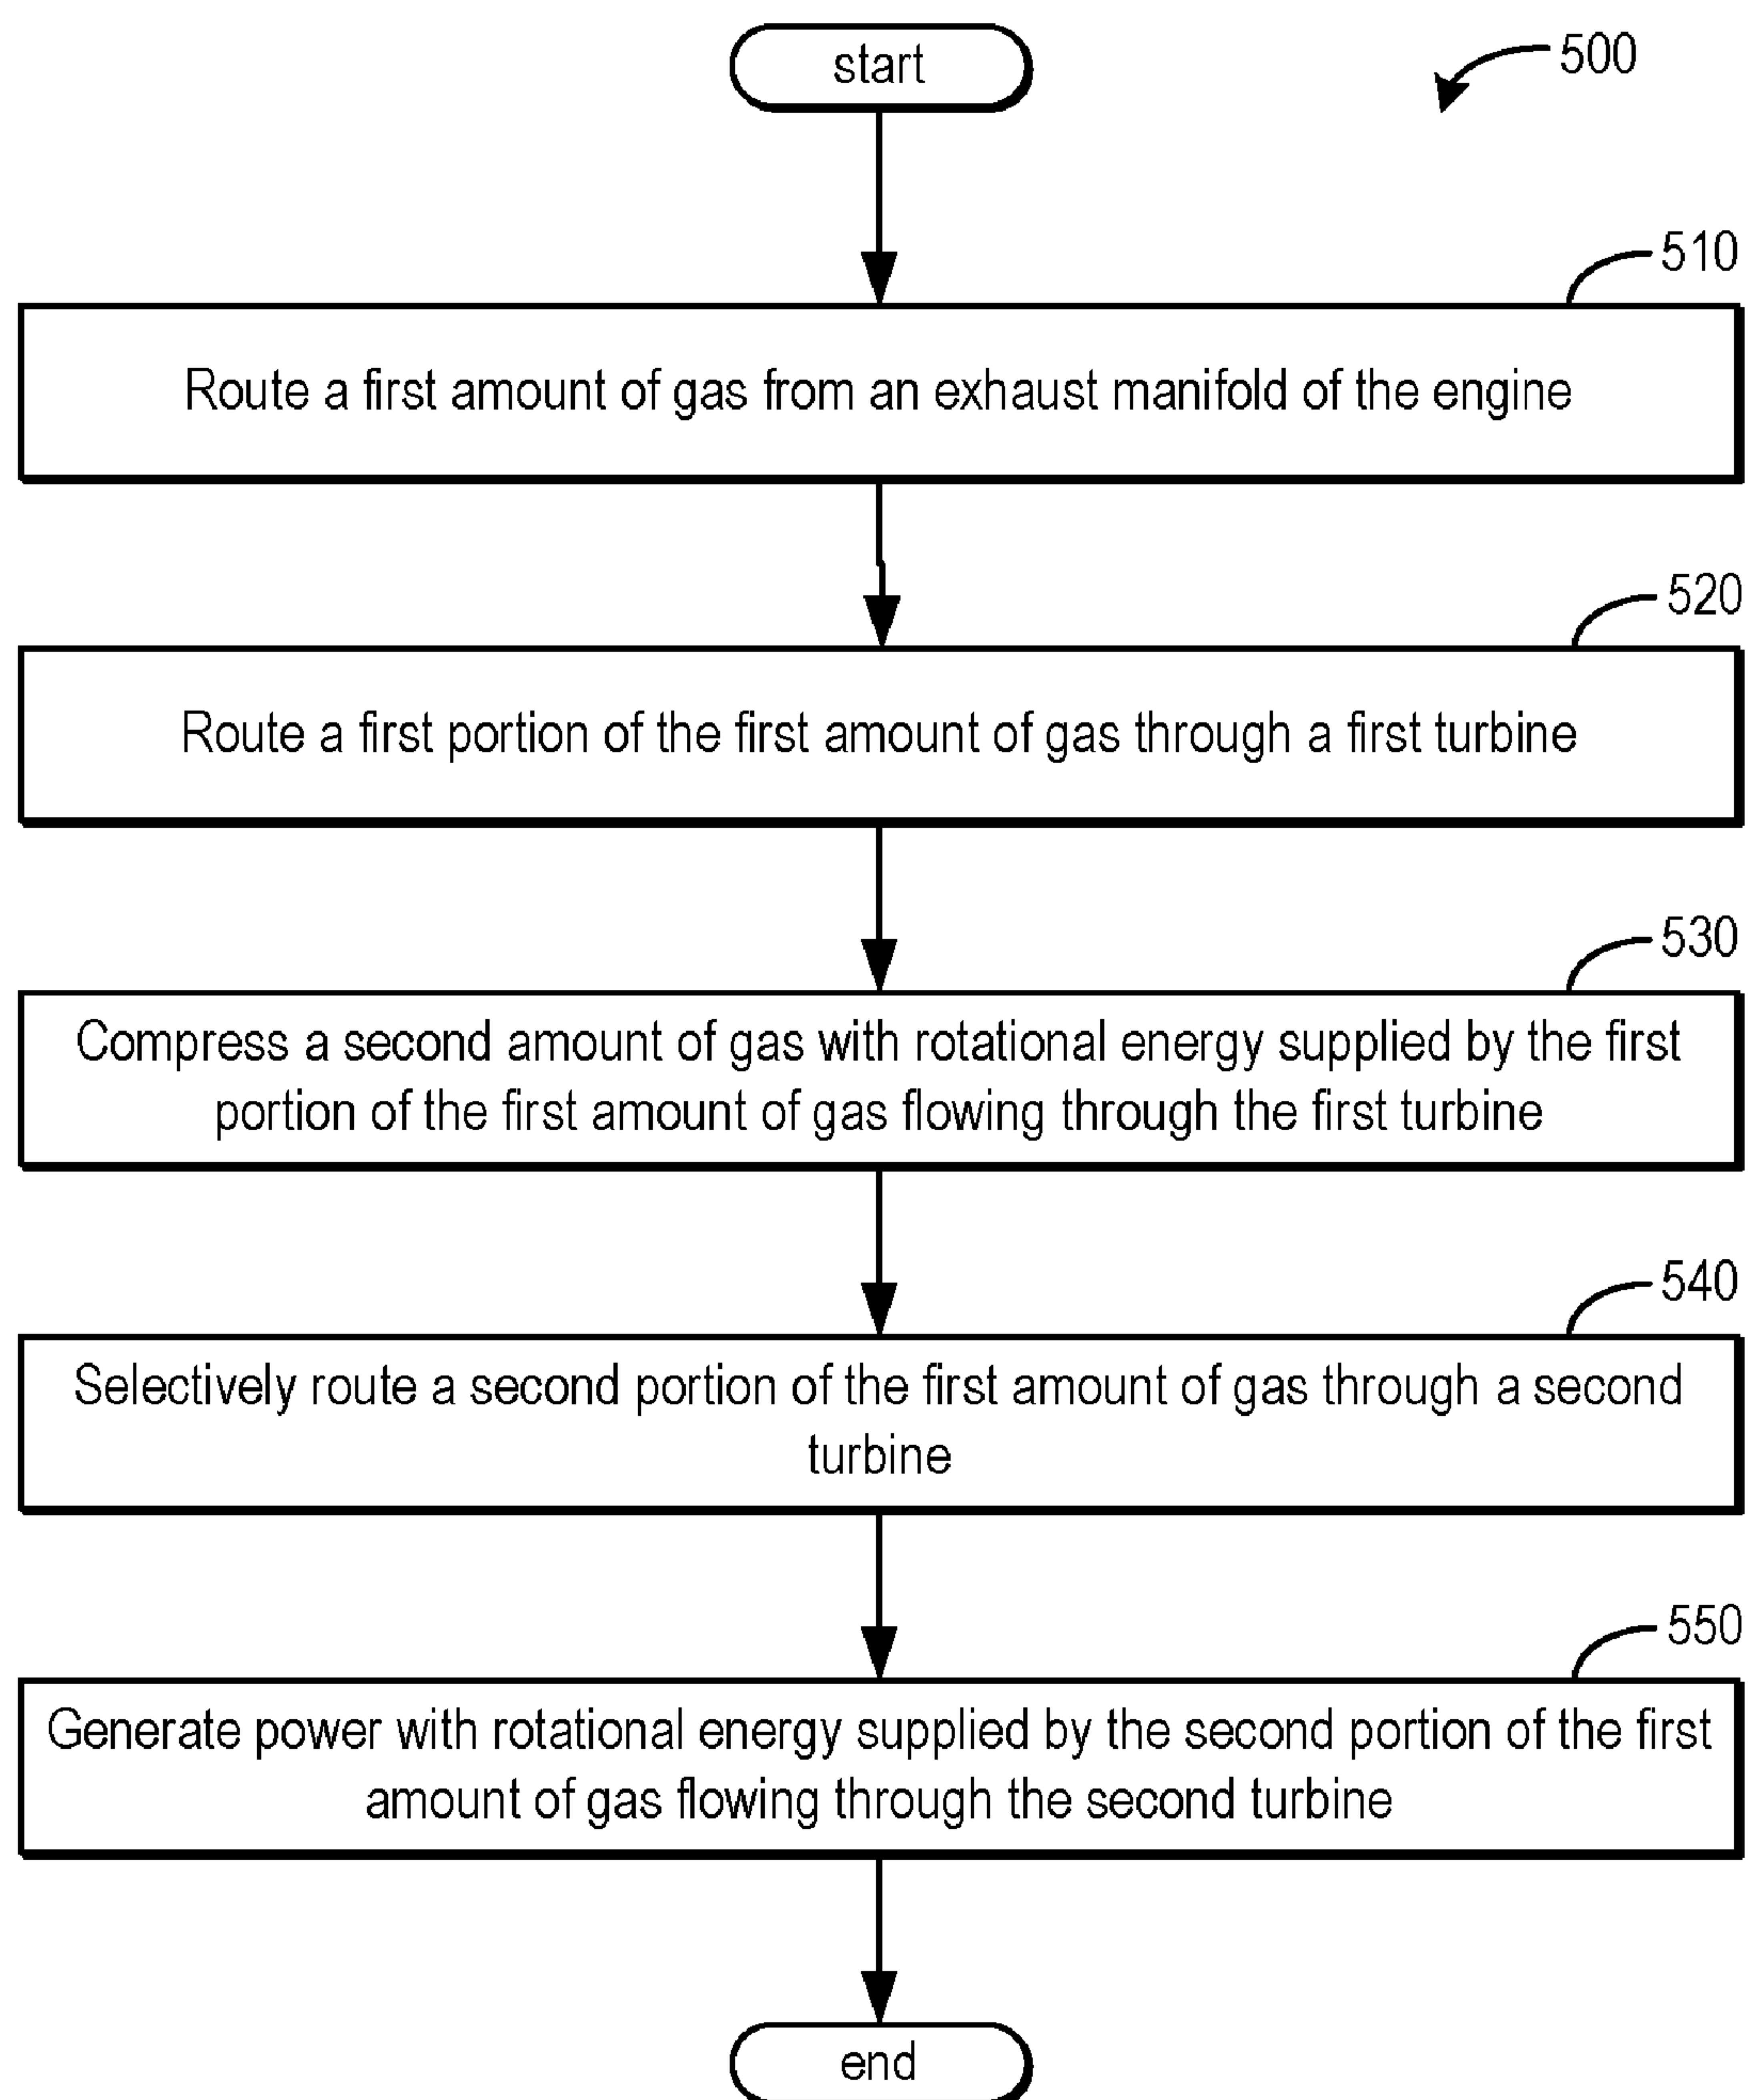 start
500
510
Route a first amount of gas from an exhaust manifold of the engine
520
Route a first portion of the first amount of gas through a first turbine
530
Compress a second amount of gas with rotational energy supplied by the first
portion of the first amount of gas flowing through the first turbine
540
Selectively route a second portion of the first amount of gas through a second
turbine
550
Generate power with rotational energy supplied by the second portion of the first
amount of gas flowing through the second turbine
end